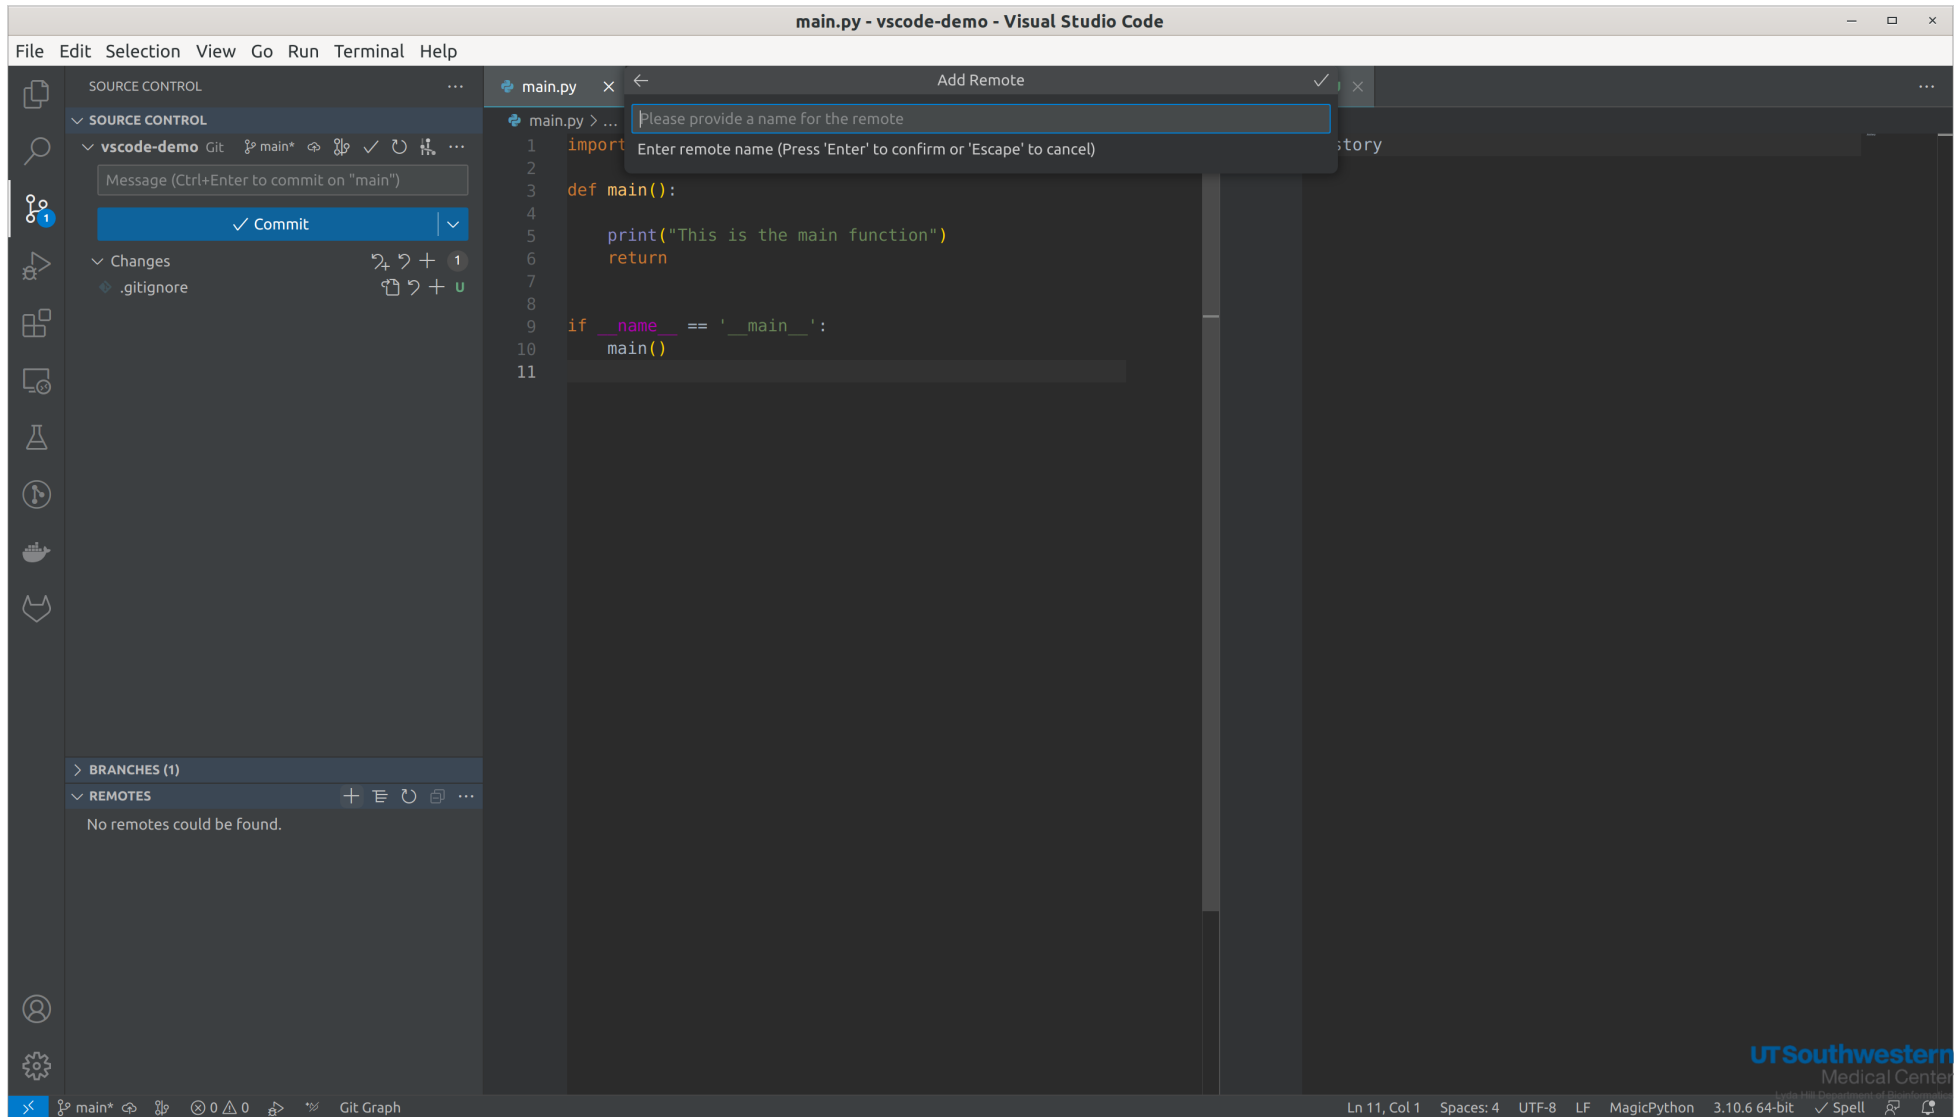 main.py - vscode-demo - Visual Studio Code
File Edit Selection View Go Run Terminal Help
SOURCE CONTROL
SOURCE CONTROL
vscode-demo Git main*
Message (Ctrl+Enter to commit on "main")
Commit
Changes 1
.gitignore U
BRANCHES (1)
REMOTES
No remotes could be found.
main.py
Add Remote
main.py > ...
Please provide a name for the remote
Enter remote name (Press 'Enter' to confirm or 'Escape' to cancel)
1 import
2
3 def main():
4
5 print("This is the main function")
6 return
7
8
9 if __name__ == '__main__':
10 main()
11
story
UTSouthwestern
Medical Center
Lyda Hill Department of Bioinformatics
main* 0 0 Git Graph
Ln 11, Col 1 Spaces: 4 UTF-8 LF MagicPython 3.10.6 64-bit Spell